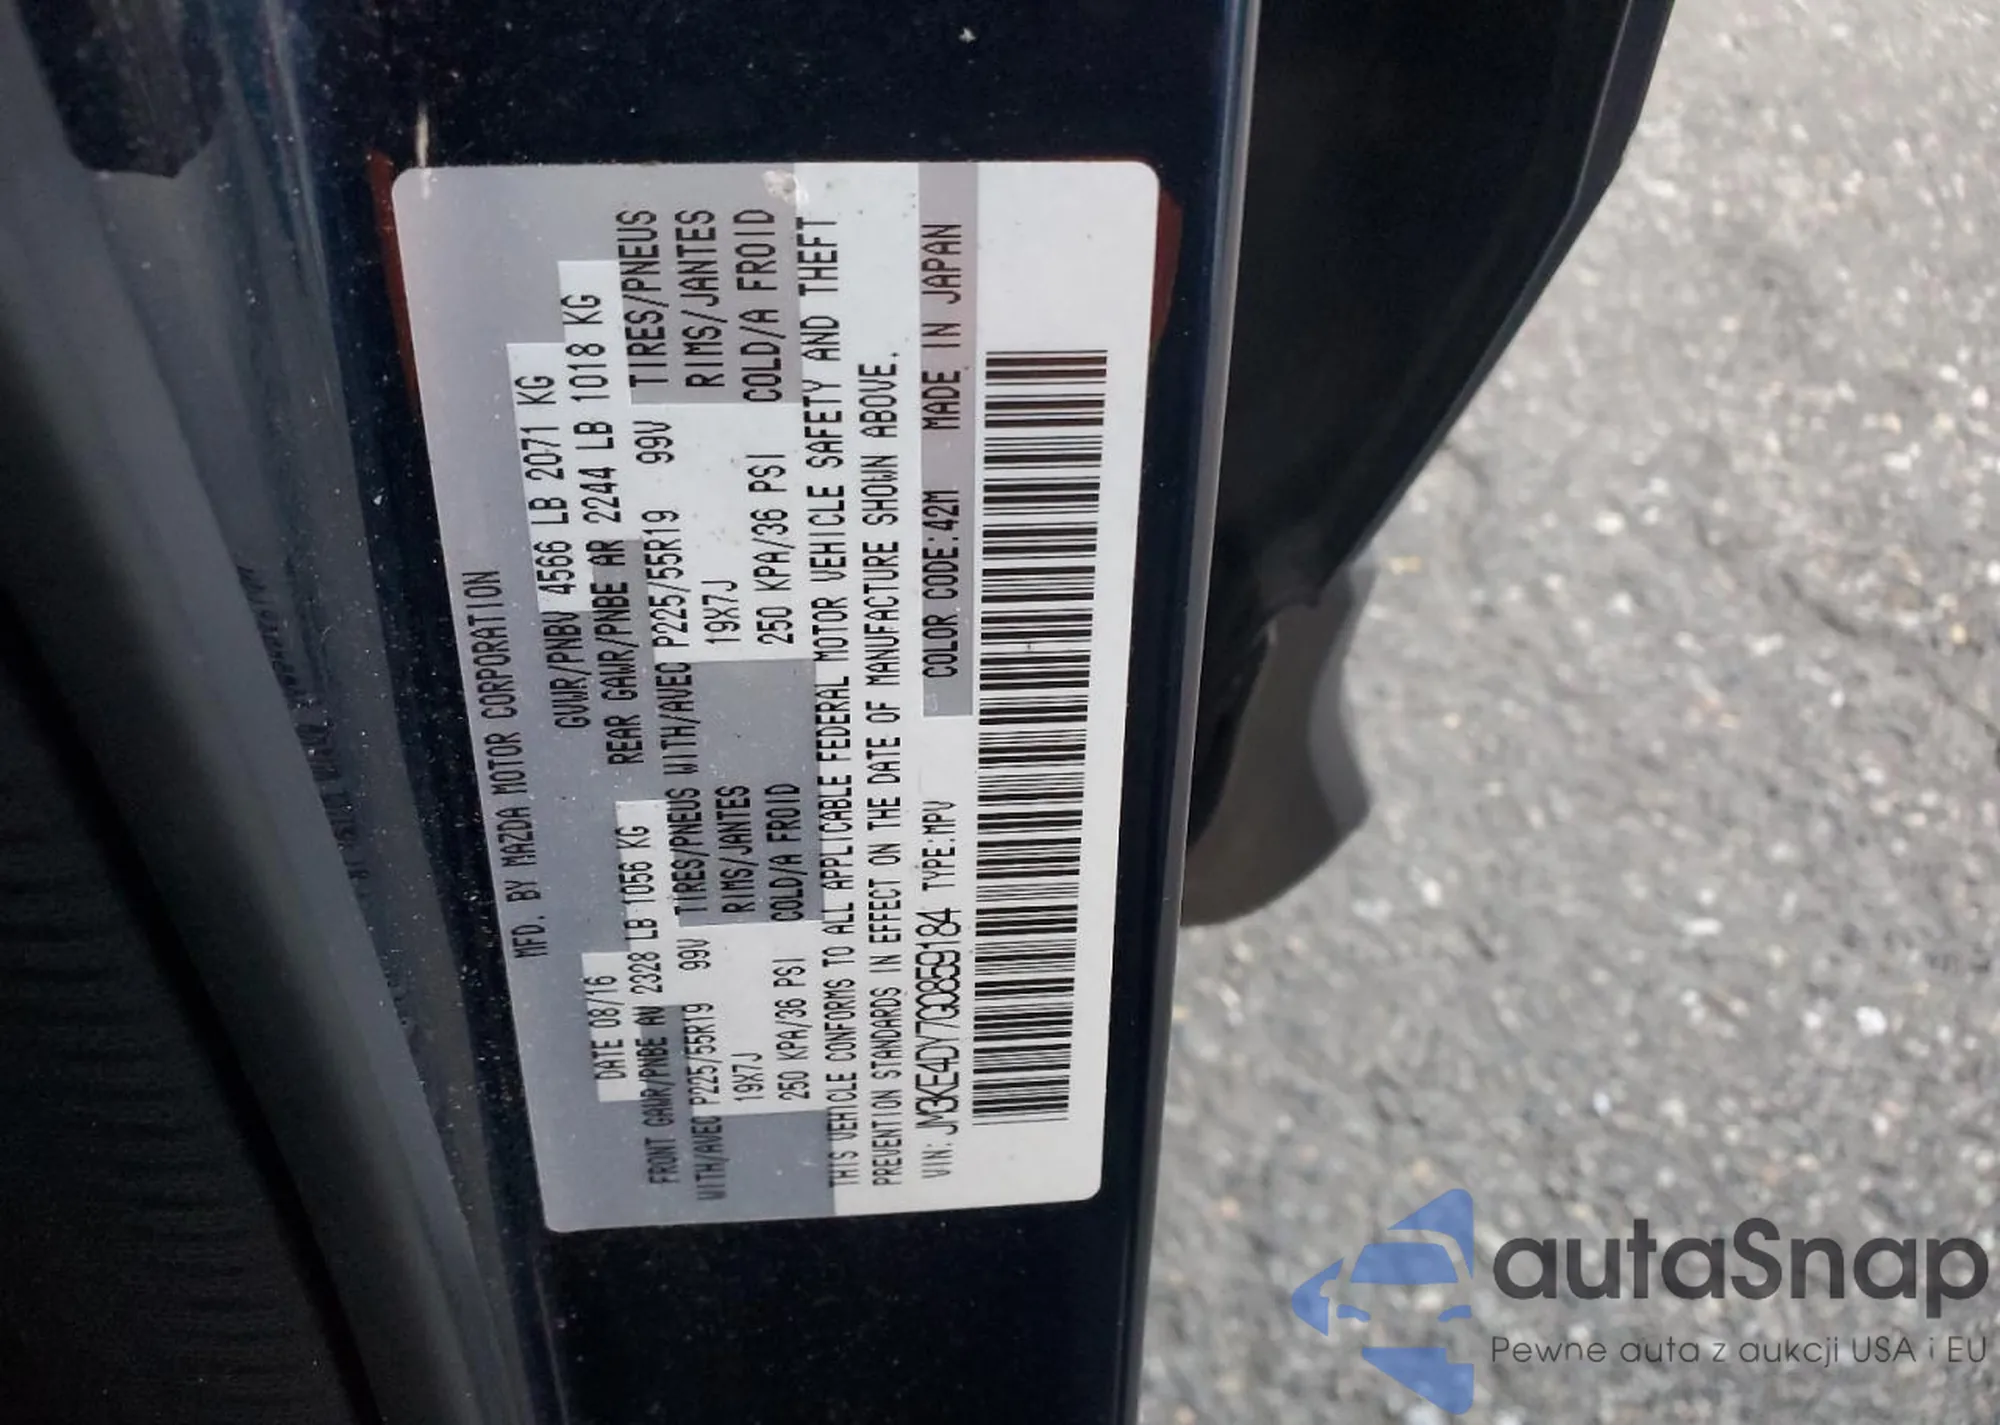 MFD. BY MAZDA MOTOR CORPORATION
DATE 08/16 GVWR/PNBV 4566 LB 2071 KG
FRONT GAWR/PNBE AV 2328 LB 1056 KG REAR GAWR/PNBE AR 2244 LB 1018 KG
WITH/AVEC P225/55R19 99V TIRES/PNEUS WITH/AVEC P225/55R19 99V TIRES/PNEUS
19X7J RIMS/JANTES 19X7J RIMS/JANTES
250 KPA/36 PSI COLD/A FROID 250 KPA/36 PSI COLD/A FROID
THIS VEHICLE CONFORMS TO ALL APPLICABLE FEDERAL MOTOR VEHICLE SAFETY AND THEFT
PREVENTION STANDARDS IN EFFECT ON THE DATE OF MANUFACTURE SHOWN ABOVE.
VIN: JM3KE4DY7G0859184 TYPE:MPV COLOR CODE:42M MADE IN JAPAN
autaSnap
Pewne auta z aukcji USA i EU